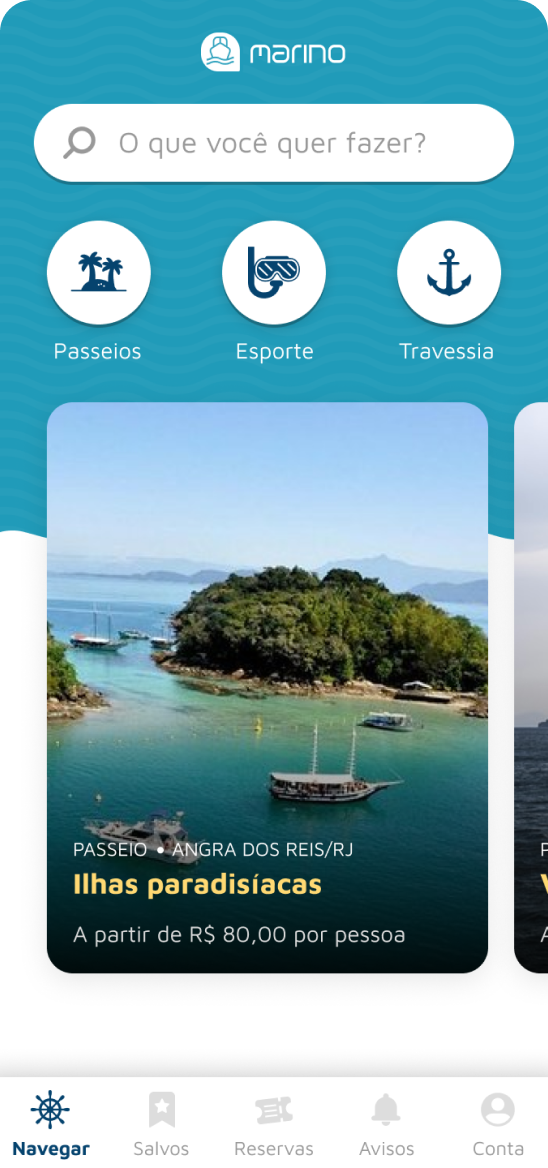 marino
O que você quer fazer?
Passeios
Esporte
Travessia
PASSEIO • ANGRA DOS REIS/RJ
Ilhas paradisíacas
A partir de R$ 80,00 por pessoa
Navegar
Salvos
Reservas
Avisos
Conta